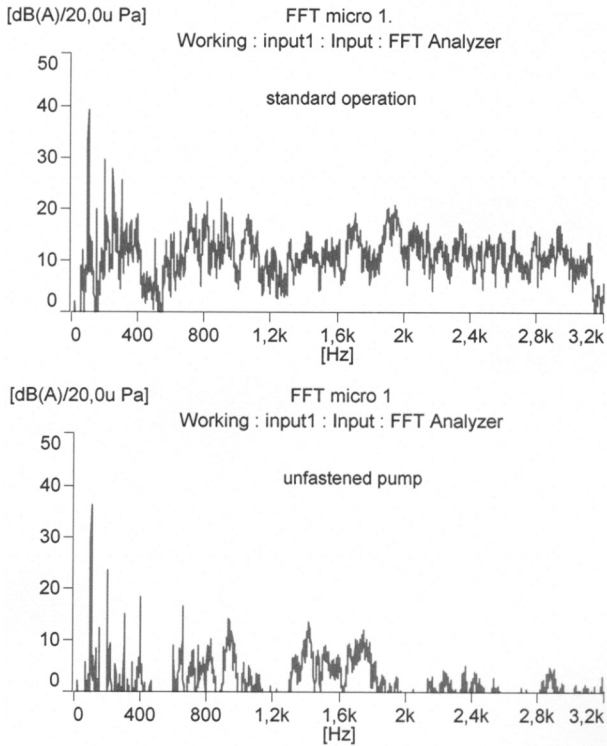 [dB(A)/20,0u Pa]
FFT micro 1.
Working : input1 : Input : FFT Analyzer
standard operation
50
40
30
20
10
0
0 400 800 1,2k 1,6k 2k 2,4k 2,8k 3,2k
[Hz]
[dB(A)/20,0u Pa]
FFT micro 1
Working : input1 : Input : FFT Analyzer
unfastened pump
50
40
30
20
10
0
0 400 800 1,2k 1,6k 2k 2,4k 2,8k 3,2k
[Hz]